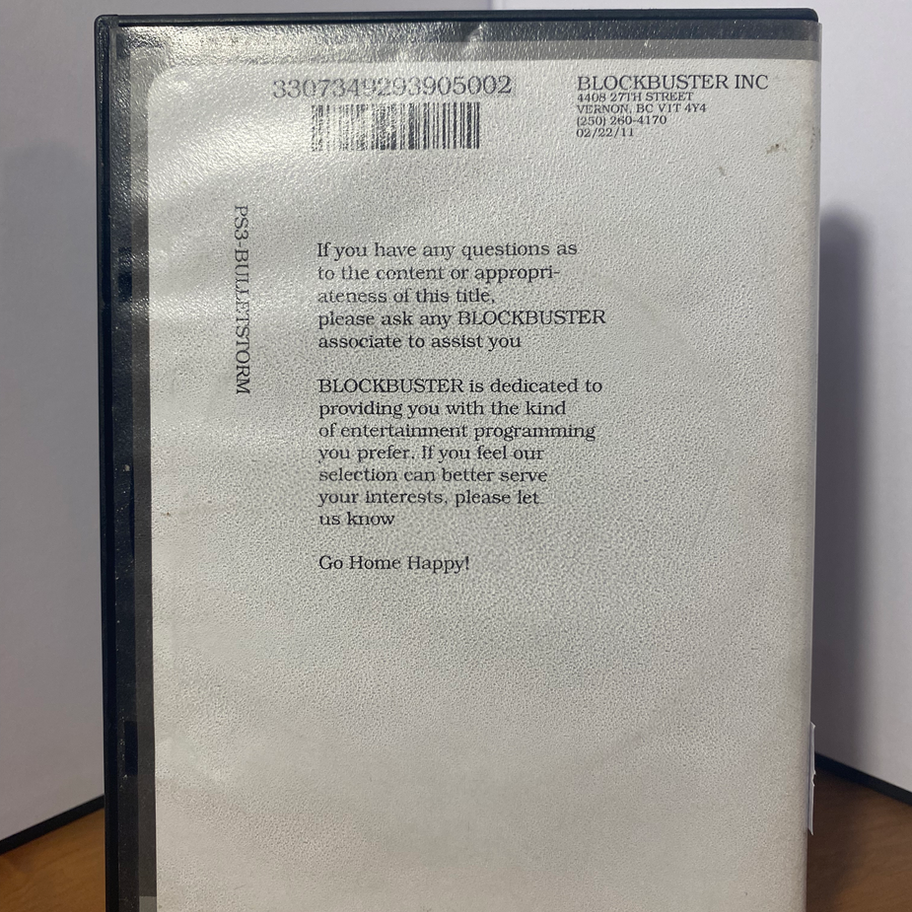 3307349293905002
BLOCKBUSTER INC
4408 27TH STREET
VERNON, BC V1T 4Y4
(250) 260-4170
02/22/11
PS3-BULLETSTORM
If you have any questions as
to the content or appropri-
ateness of this title,
please ask any BLOCKBUSTER
associate to assist you
BLOCKBUSTER is dedicated to
providing you with the kind
of entertainment programming
you prefer. If you feel our
selection can better serve
your interests, please let
us know
Go Home Happy!